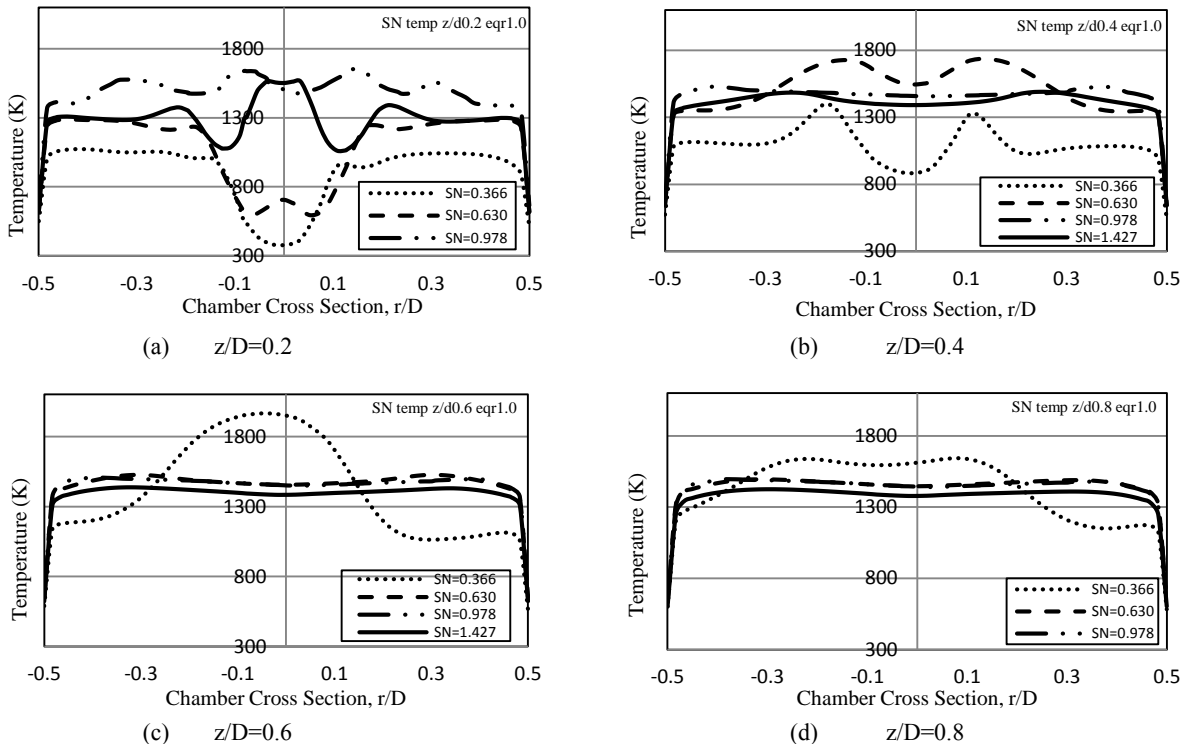 SN temp z/d0.2 eqr1.0
Temperature (K)
1800
1300
800
300
SN=0.366
SN=0.630
SN=0.978
-0.5 -0.3 -0.1 0.1 0.3 0.5
Chamber Cross Section, r/D
(a) z/D=0.2
SN temp z/d0.4 eqr1.0
Temperature (K)
1800
1300
800
300
SN=0.366
SN=0.630
SN=0.978
SN=1.427
-0.5 -0.3 -0.1 0.1 0.3 0.5
Chamber Cross Section, r/D
(b) z/D=0.4
SN temp z/d0.6 eqr1.0
Temperature (K)
1800
1300
800
300
SN=0.366
SN=0.630
SN=0.978
SN=1.427
-0.5 -0.3 -0.1 0.1 0.3 0.5
Chamber Cross Section, r/D
(c) z/D=0.6
SN temp z/d0.8 eqr1.0
Temperature (K)
1800
1300
800
300
SN=0.366
SN=0.630
SN=0.978
-0.5 -0.3 -0.1 0.1 0.3 0.5
Chamber Cross Section, r/D
(d) z/D=0.8